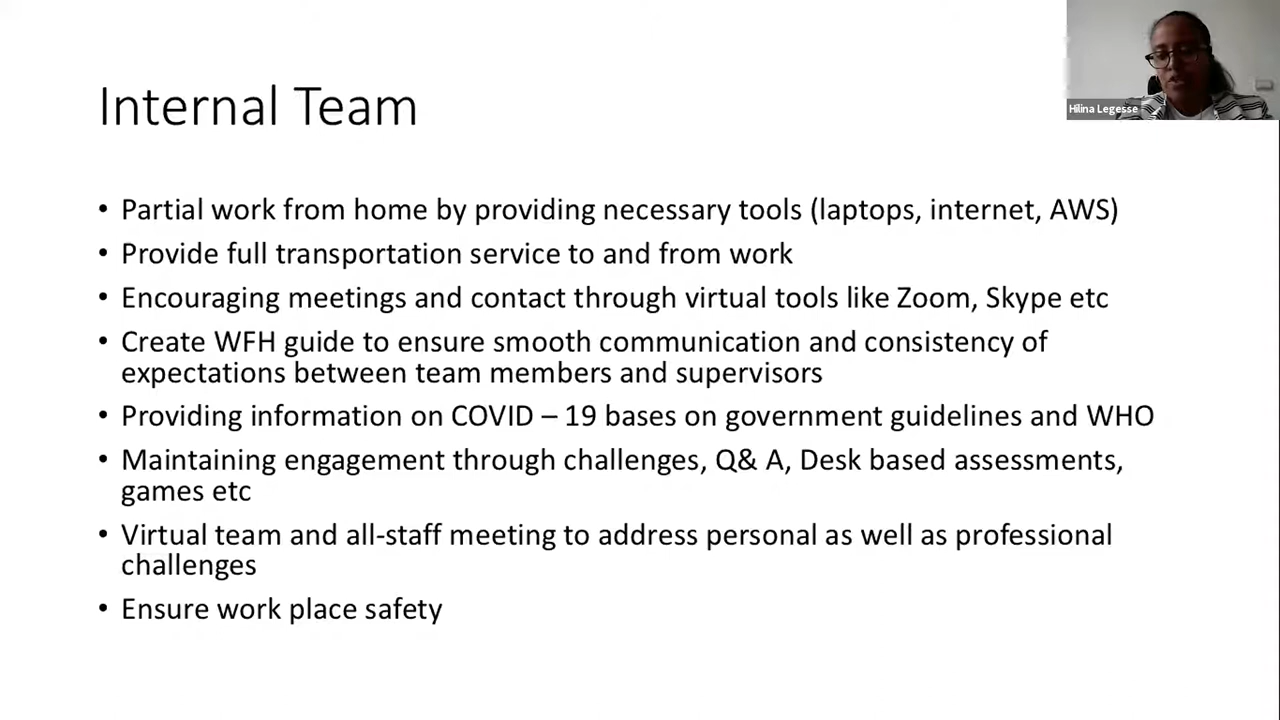 Hilina Legesse
Internal Team
• Partial work from home by providing necessary tools (laptops, internet, AWS)
• Provide full transportation service to and from work
• Encouraging meetings and contact through virtual tools like Zoom, Skype etc
• Create WFH guide to ensure smooth communication and consistency of
expectations between team members and supervisors
• Providing information on COVID – 19 bases on government guidelines and WHO
• Maintaining engagement through challenges, Q& A, Desk based assessments,
games etc
• Virtual team and all-staff meeting to address personal as well as professional
challenges
• Ensure work place safety